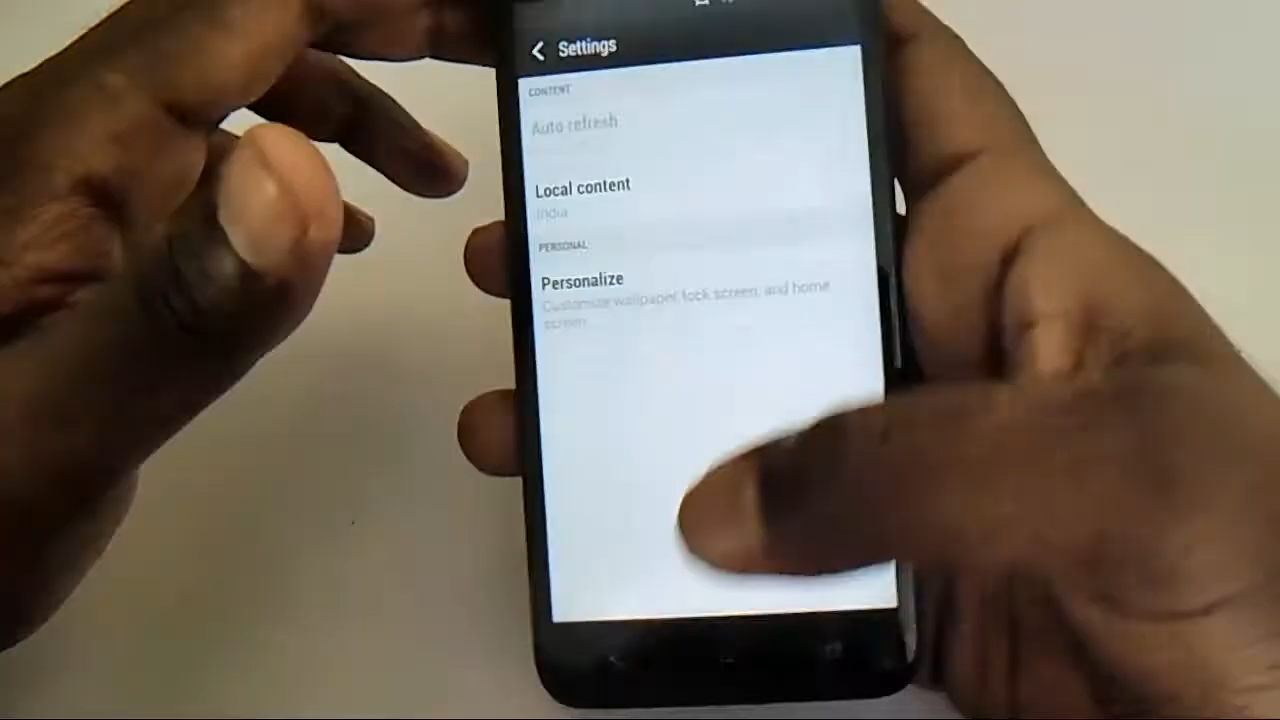 Settings
CONTENT
Auto refresh
Local content
India
PERSONAL
Personalize
Customize wallpaper, lock screen, and home
screen